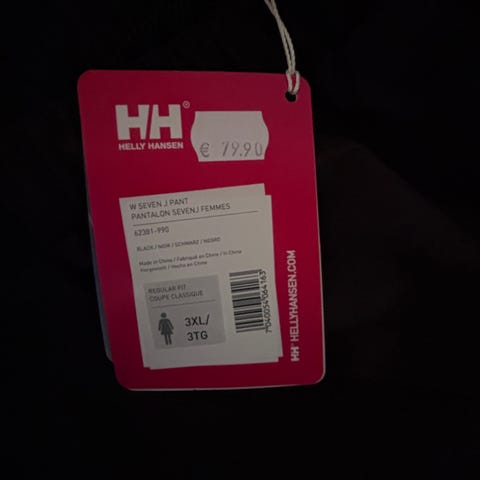 HH®
HELLY HANSEN
€ 79.90
W SEVEN J PANT
PANTALON SEVENJ FEMMES
62381-990
BLACK / NOIR / SCHWARZ / NEGRO
Made in China / Fabriqué en Chine / In China
Hergestellt / Hecho en China
REGULAR FIT
COUPE CLASSIQUE
3XL/
3TG
7040054064163
HH® HELLYHANSEN.COM